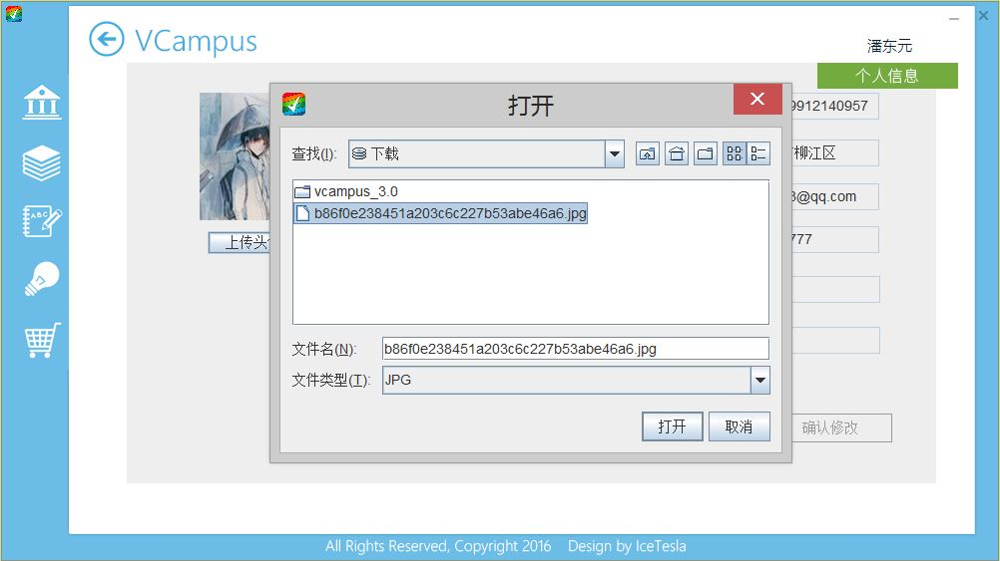 VCampus
潘东元
个人信息
打开
9912140957
查找(I):
下载
柳江区
vcampus_3.0
b86f0e238451a203c6c227b53abe46a6.jpg
@qq.com
上传头
777
文件名(N):
b86f0e238451a203c6c227b53abe46a6.jpg
文件类型(T):
JPG
打开
取消
确认修改
All Rights Reserved, Copyright 2016 Design by IceTesla